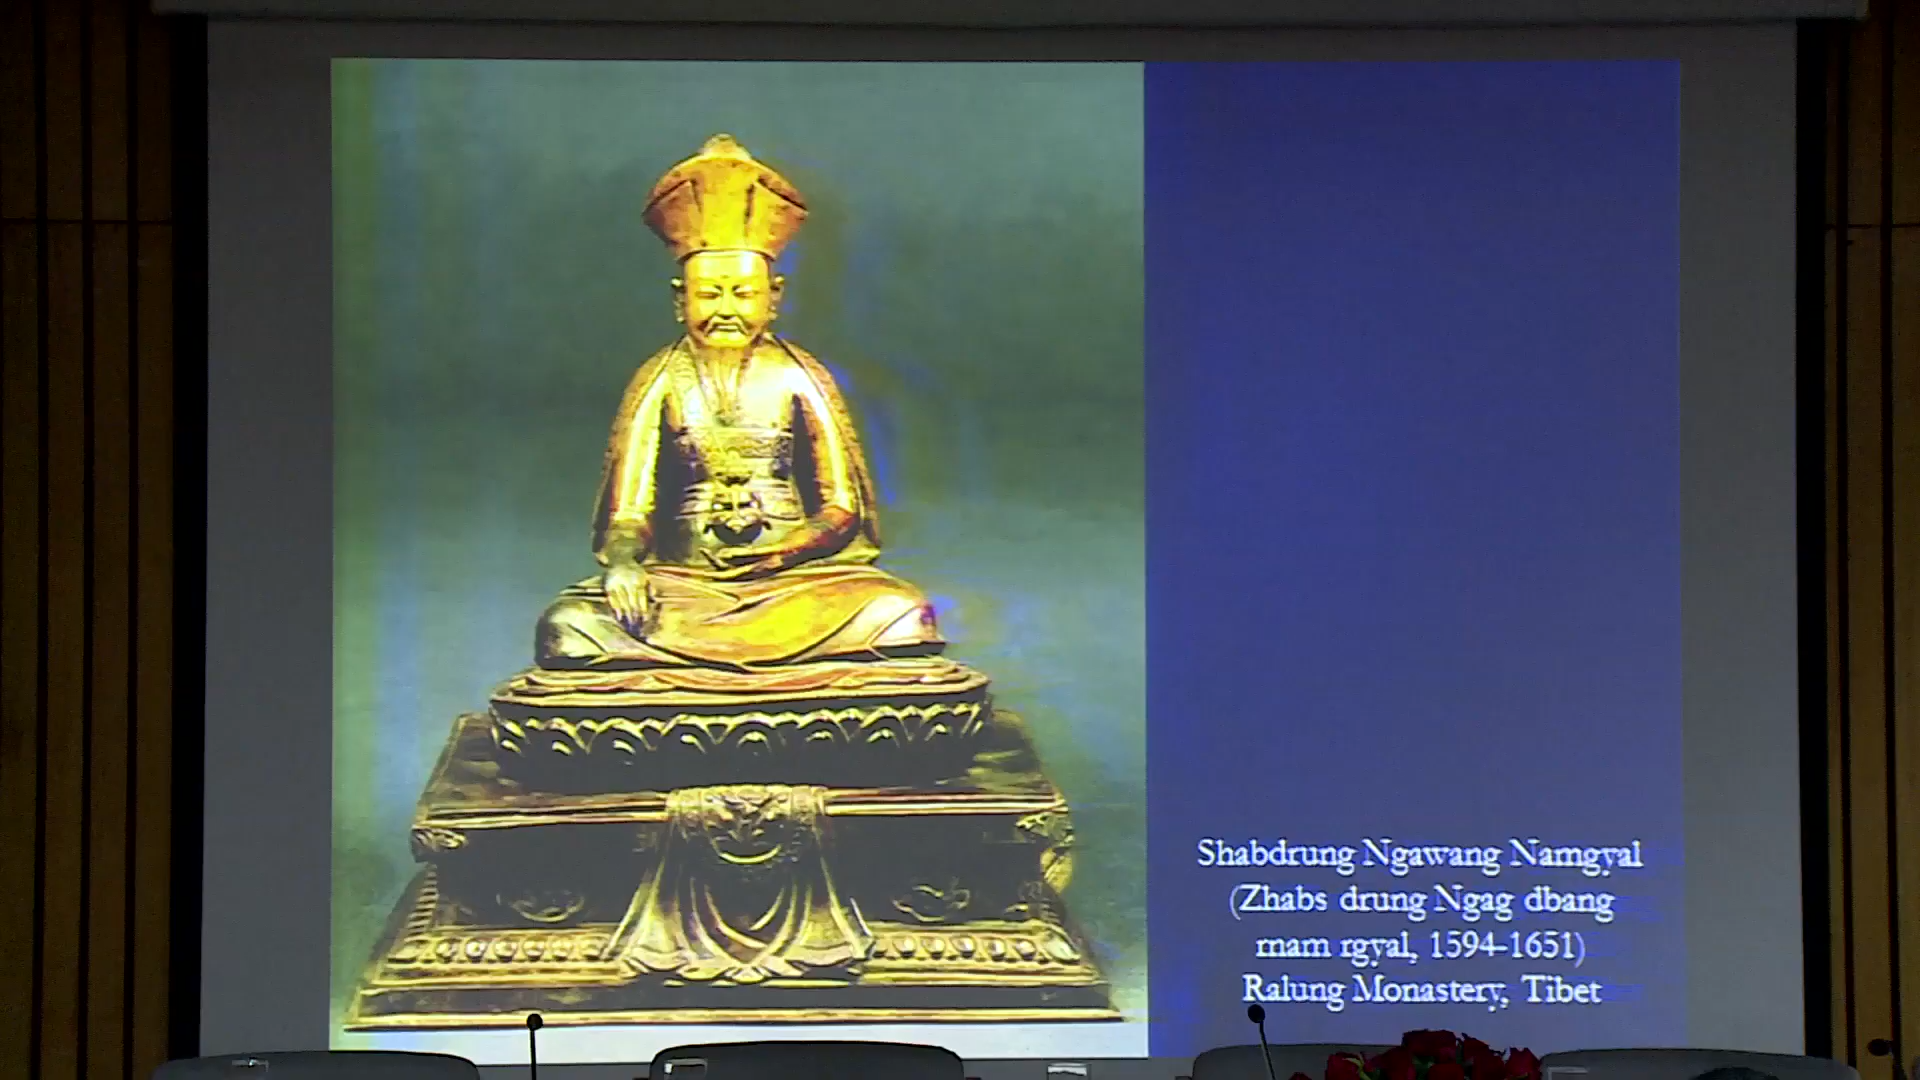 Shabdrung Ngawang Namgyal
(Zhabs drung Ngag dbang
rnam rgyal, 1594-1651)
Ralung Monastery, Tibet